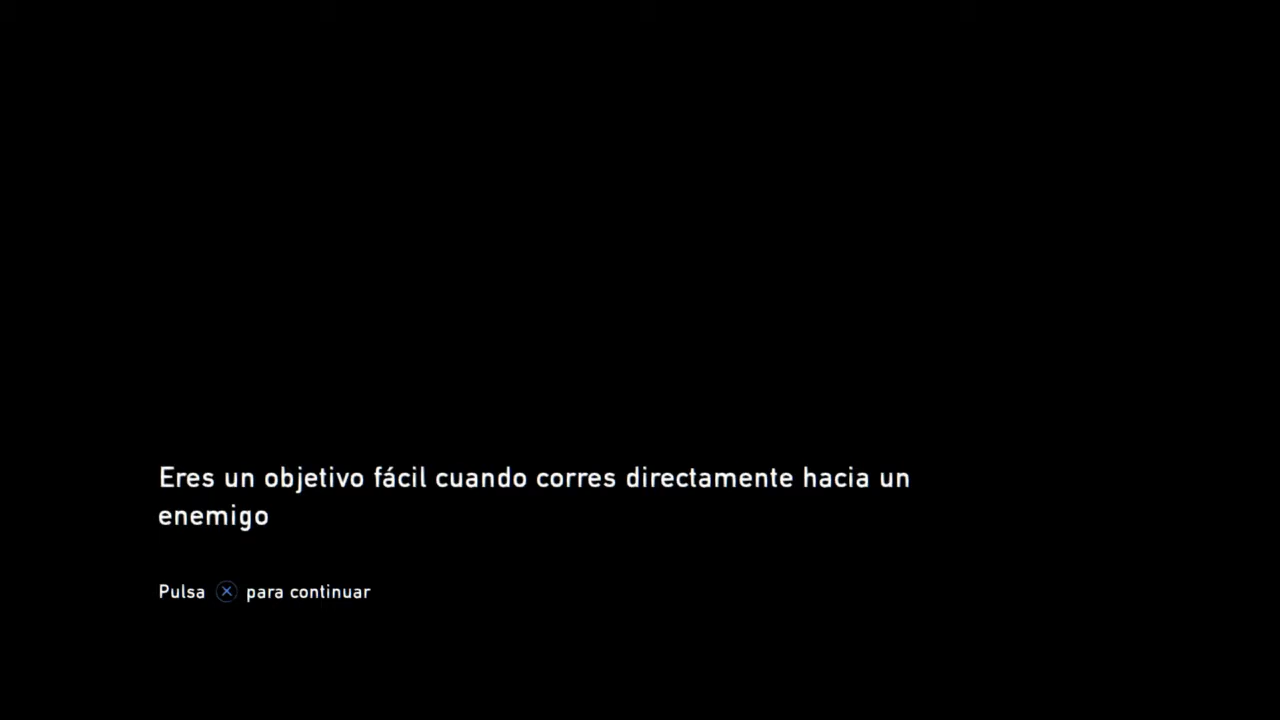 Eres un objetivo fácil cuando corres directamente hacia un
enemigo
Pulsa ⓧ para continuar